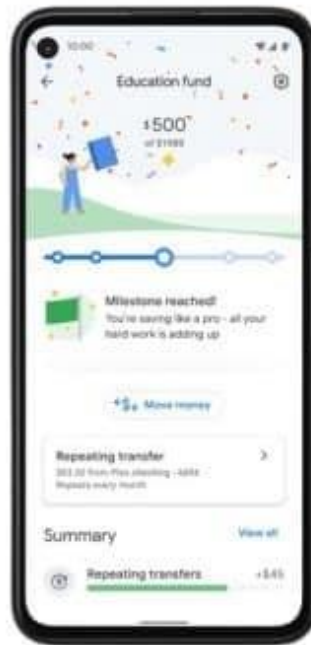 10:00
Education fund
$500
Milestone reached!
You're saving like a pro - all your
hard work is adding up
Move money
Repeating transfer
Repeats every month
Summary
View all
Repeating transfers
+$45